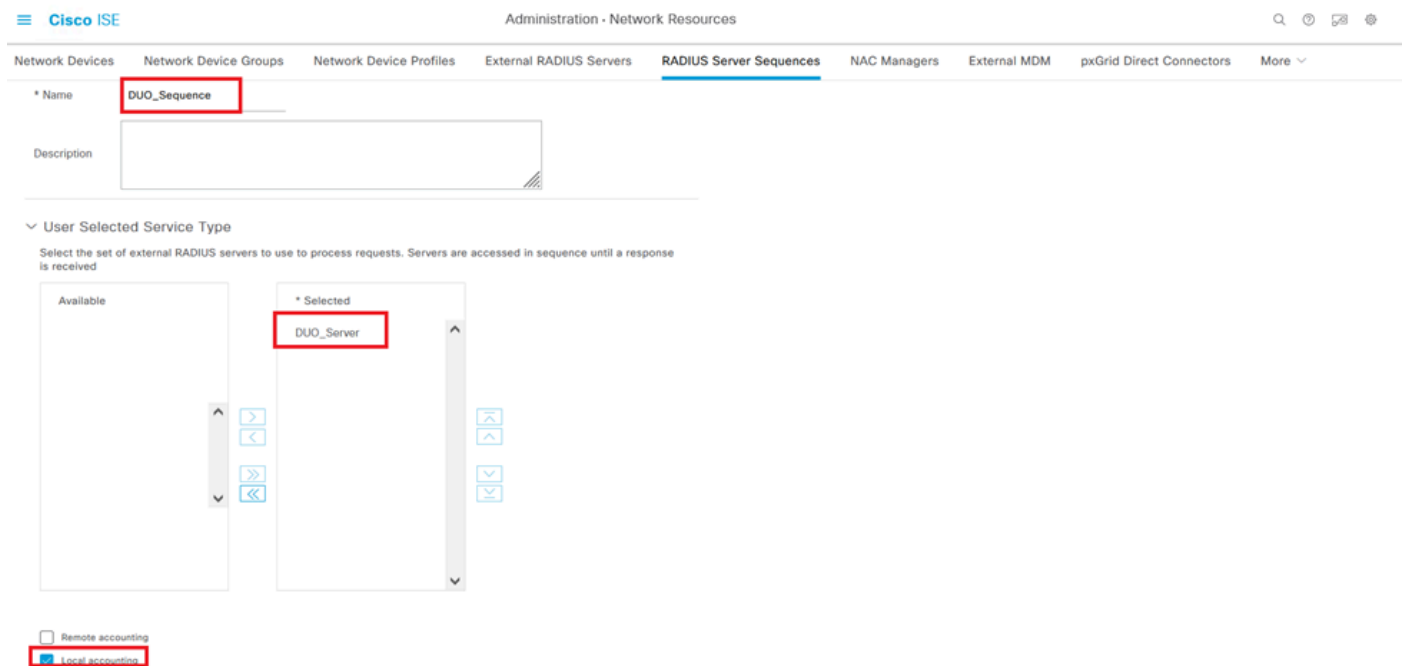 Cisco ISE
Administration · Network Resources
Network Devices Network Device Groups Network Device Profiles External RADIUS Servers RADIUS Server Sequences NAC Managers External MDM pxGrid Direct Connectors More
* Name DUO_Sequence
Description
User Selected Service Type
Select the set of external RADIUS servers to use to process requests. Servers are accessed in sequence until a response
is received
Available * Selected
DUO_Server
Remote accounting
Local accounting